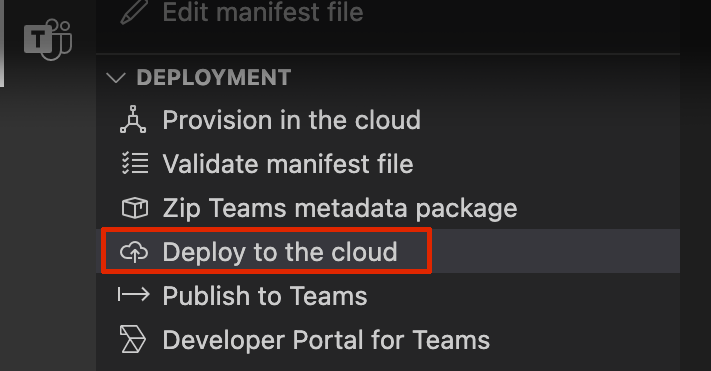 Edit manifest file
T
DEPLOYMENT
Provision in the cloud
Validate manifest file
Zip Teams metadata package
Deploy to the cloud
Publish to Teams
Developer Portal for Teams